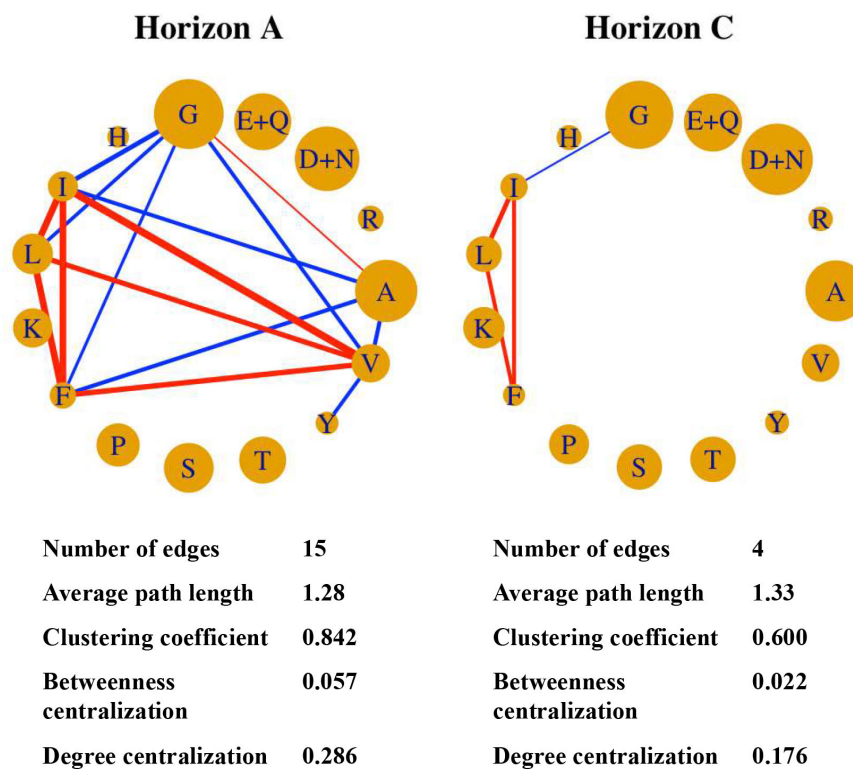 Horizon A
G
E+Q
D+N
R
A
V
Y
T
S
P
F
K
L
I
H
Number of edges 15
Average path length 1.28
Clustering coefficient 0.842
Betweenness
centralization 0.057
Degree centralization 0.286
Horizon C
G
E+Q
D+N
R
A
V
Y
T
S
P
F
K
L
I
H
Number of edges 4
Average path length 1.33
Clustering coefficient 0.600
Betweenness
centralization 0.022
Degree centralization 0.176